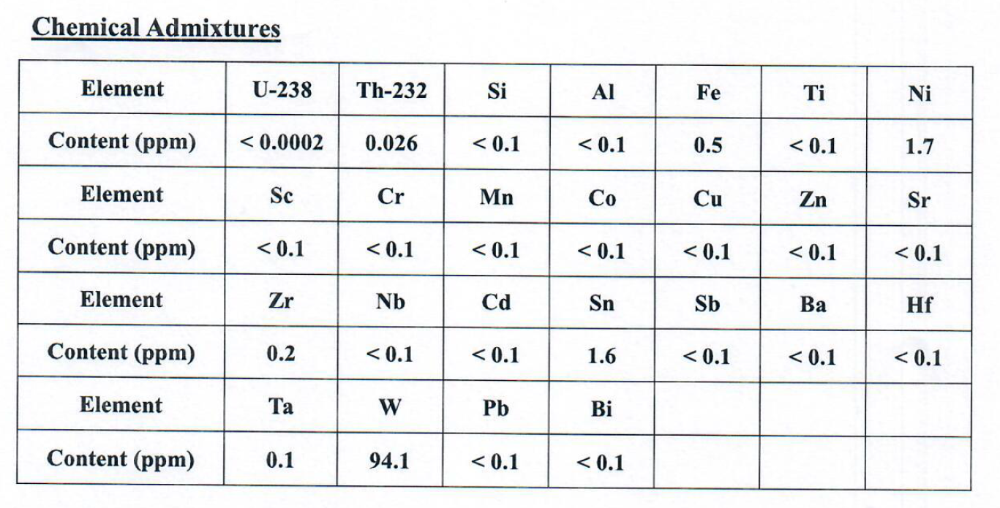 Chemical Admixtures
Element U-238 Th-232 Si Al Fe Ti Ni
Content (ppm) < 0.0002 0.026 < 0.1 < 0.1 0.5 < 0.1 1.7
Element Sc Cr Mn Co Cu Zn Sr
Content (ppm) < 0.1 < 0.1 < 0.1 < 0.1 < 0.1 < 0.1 < 0.1
Element Zr Nb Cd Sn Sb Ba Hf
Content (ppm) 0.2 < 0.1 < 0.1 1.6 < 0.1 < 0.1 < 0.1
Element Ta W Pb Bi
Content (ppm) 0.1 94.1 < 0.1 < 0.1